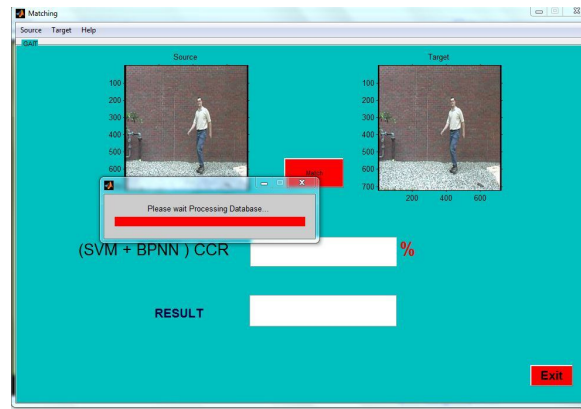 Matching
Source Target Help
GAIT
Source
Target
100
200
300
400
500
600
100
200
300
400
500
600
700
200 400 600
Please wait Processing Database...
(SVM + BPNN ) CCR
%
RESULT
Exit